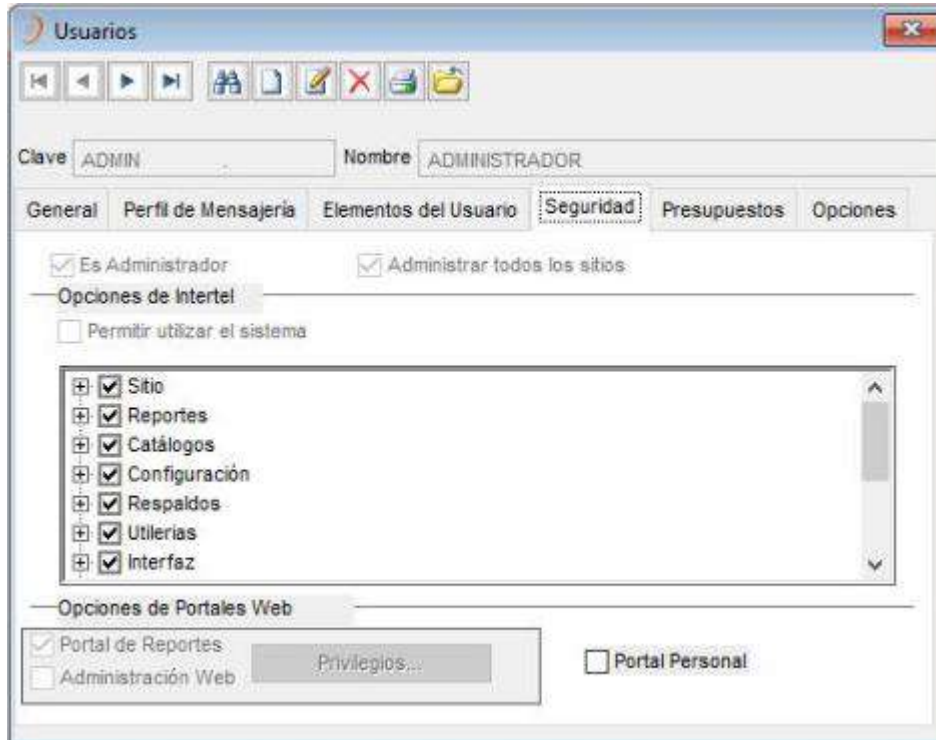 Usuarios
Clave ADMIN Nombre ADMINISTRADOR
General Perfil de Mensajería Elementos del Usuario Seguridad Presupuestos Opciones
Es Administrador Administrar todos los sitios
Opciones de Intertel
Permitir utilizar el sistema
Sitio
Reportes
Catálogos
Configuración
Respaldos
Utilerias
Interfaz
Opciones de Portales Web
Portal de Reportes
Privilegios... Portal Personal
Administración Web